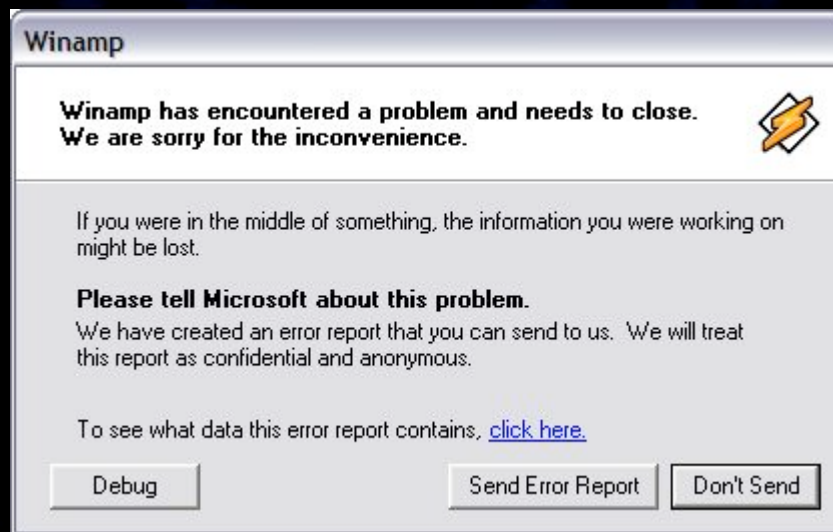 Winamp
Winamp has encountered a problem and needs to close.
We are sorry for the inconvenience.
If you were in the middle of something, the information you were working on
might be lost.
Please tell Microsoft about this problem.
We have created an error report that you can send to us. We will treat
this report as confidential and anonymous.
To see what data this error report contains, click here.
Debug Send Error Report Don't Send